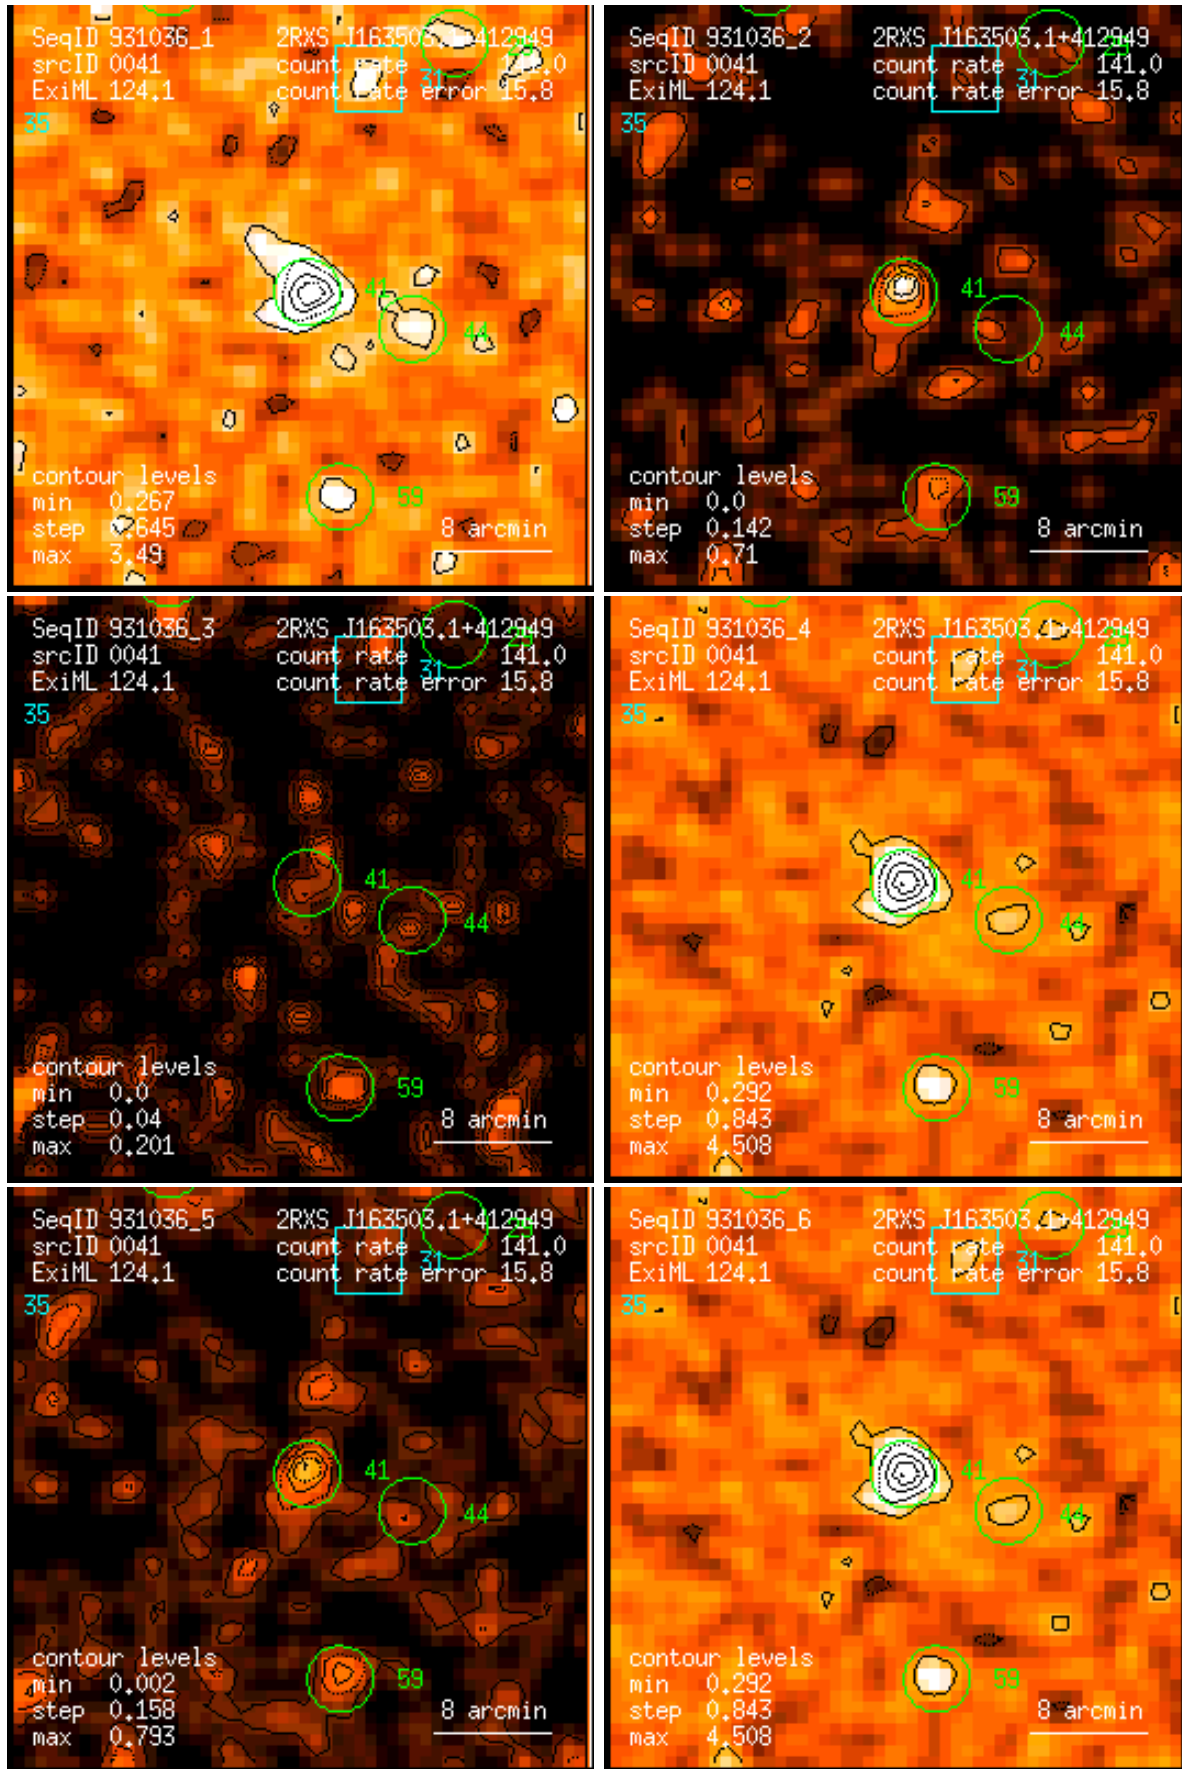 SeqID 931036_1 2RXS J163503.1+412949
29
srcID 0041 count rate 141.0
31
ExiML 124.1 count rate error 15.8
35
41
44
contour levels
min 0.267
59
step 0.645 8 arcmin
max 3.49
SeqID 931036_2 2RXS J163503.1+412949
29
srcID 0041 count rate 141.0
31
ExiML 124.1 count rate error 15.8
35
41
44
contour levels
min 0.0
59
step 0.142 8 arcmin
max 0.71
SeqID 931036_3 2RXS J163503.1+412949
29
srcID 0041 count rate 141.0
31
ExiML 124.1 count rate error 15.8
35
41
44
contour levels
min 0.0
59
step 0.04 8 arcmin
max 0.201
SeqID 931036_4 2RXS J163503.1+412949
29
srcID 0041 count rate 141.0
31
ExiML 124.1 count rate error 15.8
35
41
44
contour levels
min 0.292
59
step 0.843 8 arcmin
max 4.508
SeqID 931036_5 2RXS J163503.1+412949
29
srcID 0041 count rate 141.0
31
ExiML 124.1 count rate error 15.8
35
41
44
contour levels
min 0.002
59
step 0.158 8 arcmin
max 0.793
SeqID 931036_6 2RXS J163503.1+412949
29
srcID 0041 count rate 141.0
31
ExiML 124.1 count rate error 15.8
35
41
44
contour levels
min 0.292
59
step 0.843 8 arcmin
max 4.508